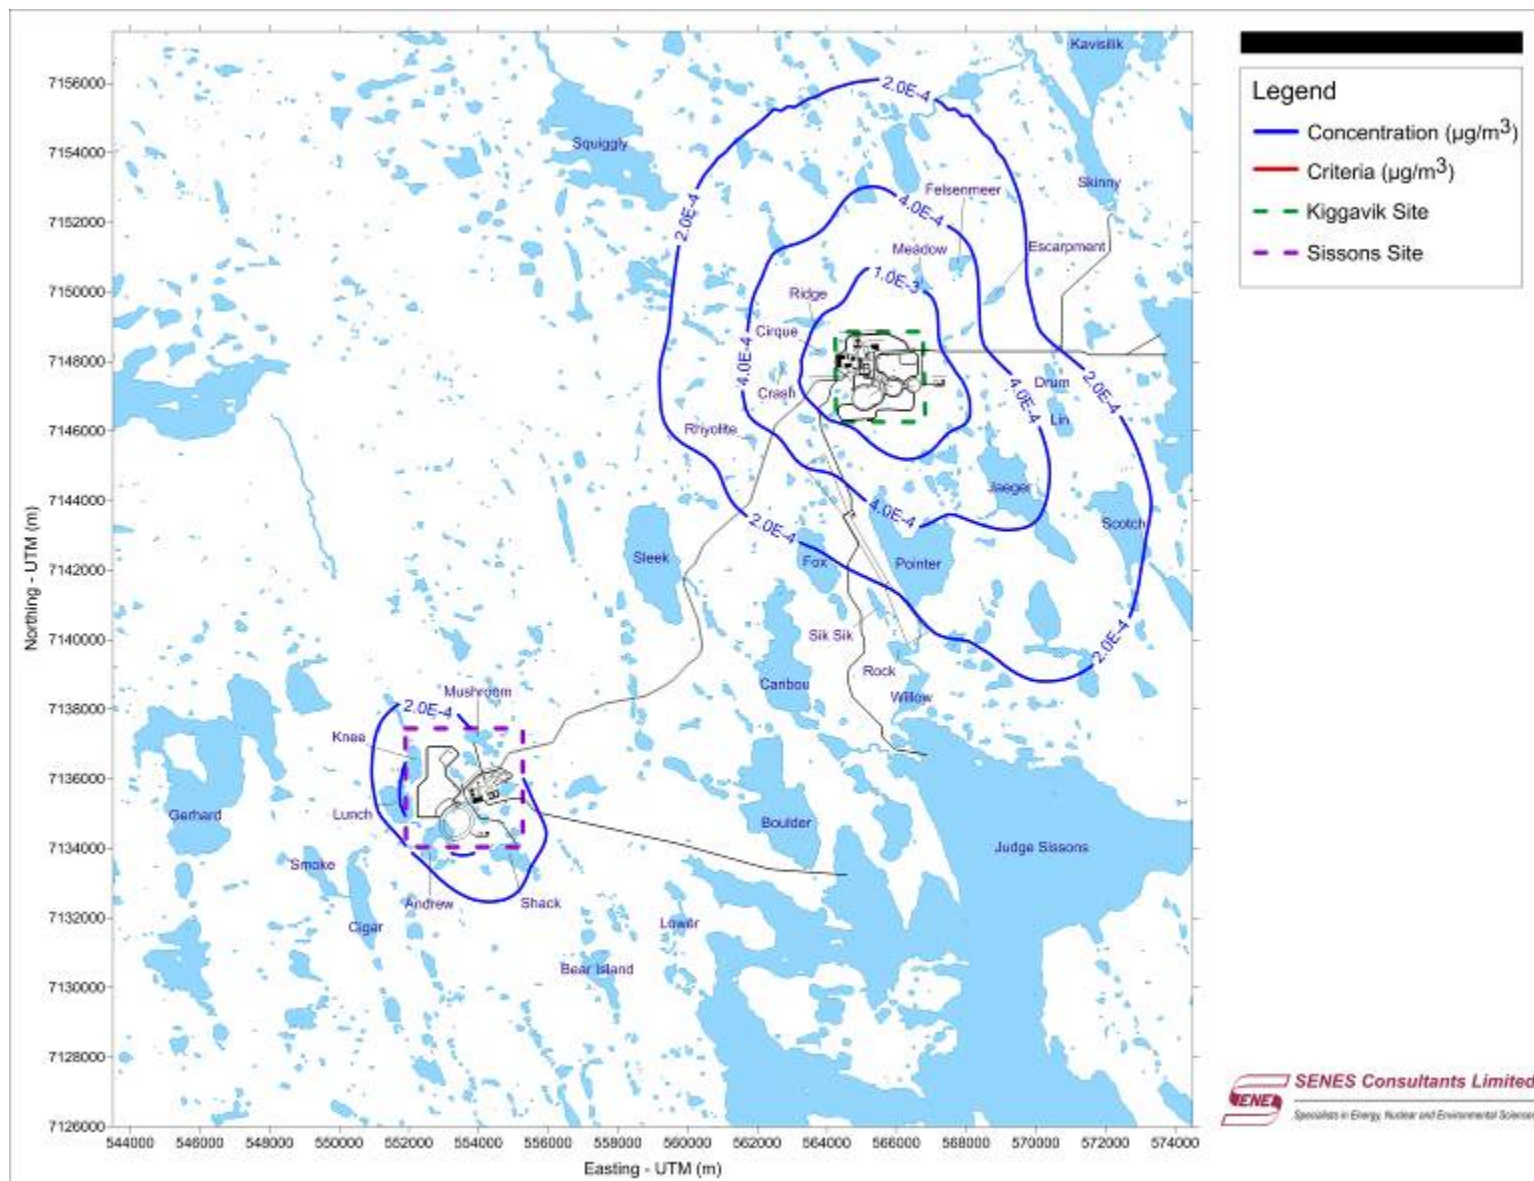 Kavisilik
7156000
2.0E-4
7154000
Squiggly
Skinny
Felsenmeer
2.0E-4
4.0E-4
7152000
Meadow
Escarpment
1.0E-3
7150000
Ridge
Cirque
7148000
4.0E-4
Crash
Drum
2.0E-4
4.0E-4
Lin
7146000
Rhyolite
Jaeger
7144000
4.0E-4
2.0E-4
Scotch
Sleek
Fox
Pointer
7142000
7140000
Sik Sik
2.0E-4
Rock
Caribou
Willow
Mushroom
7138000
2.0E-4
Knee
7136000
Lunch
Gerhard
Boulder
7134000
Judge Sissons
Smoke
Andrew
Shack
7132000
Cigar
Lower
Bear Island
7130000
7128000
7126000
544000 546000 548000 550000 552000 554000 556000 558000 560000 562000 564000 566000 568000 570000 572000 574000
Easting - UTM (m)
Northing - UTM (m)
Legend
Concentration (µg/m³)
Criteria (µg/m³)
Kiggavik Site
Sissons Site
SENES
SENES Consultants Limited
Specialists in Energy, Nuclear and Environmental Sciences